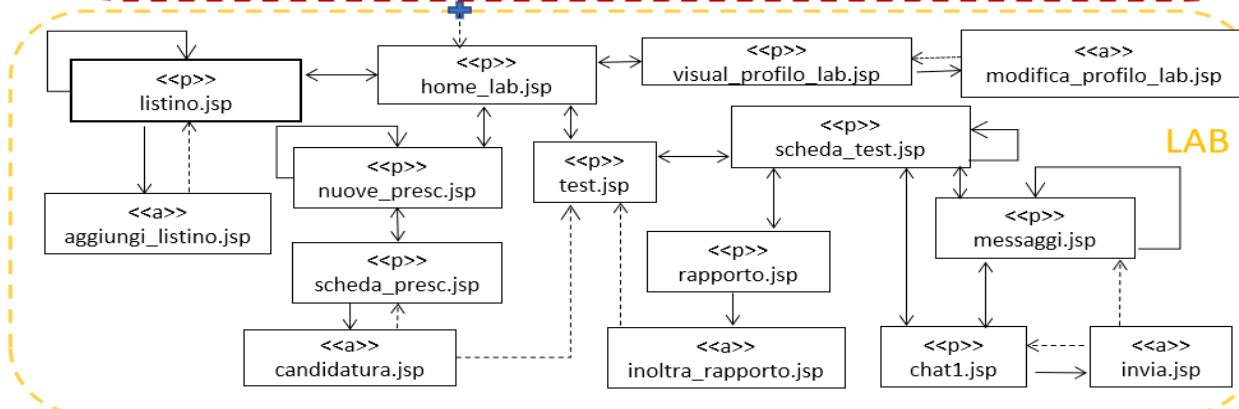 <<p>>
listino.jsp
<<p>>
home_lab.jsp
<<p>>
visual_profilo_lab.jsp
<<a>>
modifica_profilo_lab.jsp
<<p>>
nuove_presc.jsp
<<p>>
test.jsp
<<p>>
scheda_test.jsp
LAB
<<a>>
aggiungi_listino.jsp
<<p>>
scheda_presc.jsp
<<p>>
rapporto.jsp
<<p>>
messaggi.jsp
<<a>>
candidatura.jsp
<<a>>
inoltra_rapporto.jsp
<<p>>
chat1.jsp
<<a>>
invia.jsp